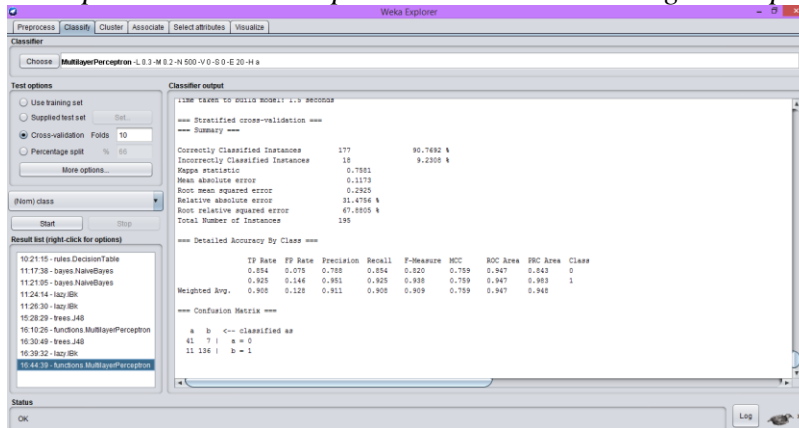 Weka Explorer
Preprocess Classify Cluster Associate Select attributes Visualize
Classifier
Choose MultilayerPerceptron -L 0.3 -M 0.2 -N 500 -V 0 -S 0 -E 20 -H a
Test options
Use training set
Supplied test set Set...
Cross-validation Folds 10
Percentage split % 66
More options...
(Nom) class
Start Stop
Result list (right-click for options)
10:21:15 - rules.DecisionTable
11:17:38 - bayes.NaiveBayes
11:21:05 - bayes.NaiveBayes
11:24:14 - lazy.IBk
11:26:30 - lazy.IBk
15:28:29 - trees.J48
16:10:26 - functions.MultilayerPerceptron
16:30:49 - trees.J48
16:39:32 - lazy.IBk
16:44:39 - functions.MultilayerPerceptron
Classifier output
Time taken to build model: 1.5 seconds
=== Stratified cross-validation ===
=== Summary ===
Correctly Classified Instances 177 90.7692 %
Incorrectly Classified Instances 18 9.2308 %
Kappa statistic 0.7581
Mean absolute error 0.1173
Root mean squared error 0.2925
Relative absolute error 31.4756 %
Root relative squared error 67.8805 %
Total Number of Instances 195
=== Detailed Accuracy By Class ===
TP Rate FP Rate Precision Recall F-Measure MCC ROC Area PRC Area Class
0.854 0.075 0.788 0.854 0.820 0.759 0.947 0.843 0
0.925 0.146 0.951 0.925 0.938 0.759 0.947 0.983 1
Weighted Avg. 0.908 0.128 0.911 0.908 0.909 0.759 0.947 0.948
=== Confusion Matrix ===
a b <-- classified as
41 7 | a = 0
11 136 | b = 1
Status
OK
Log